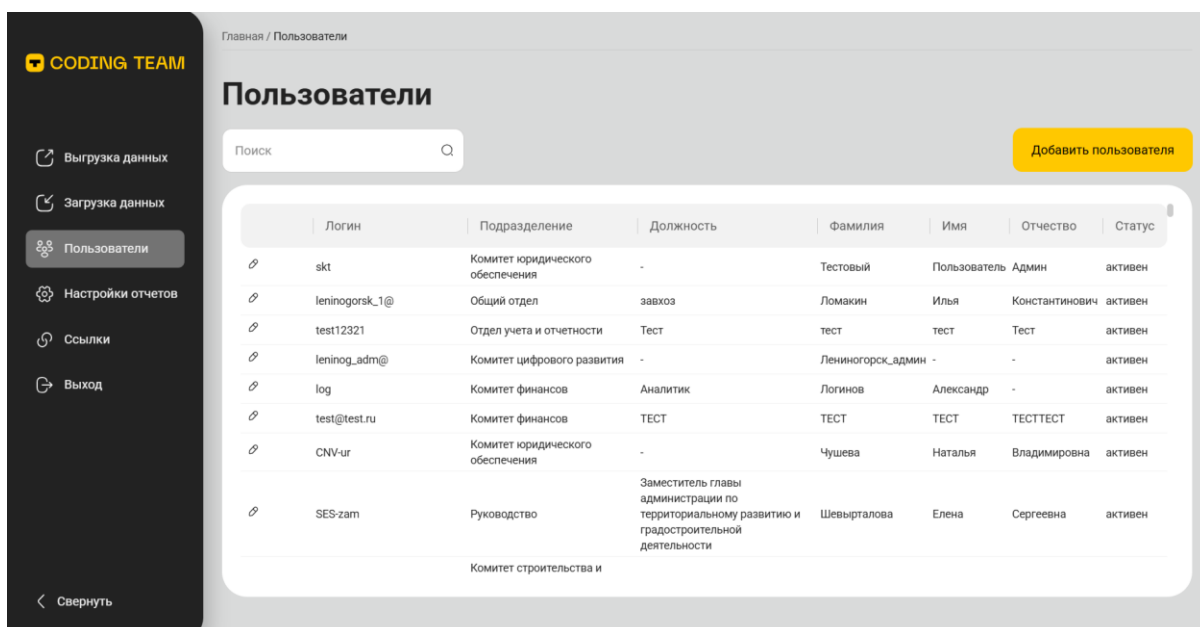 CODING TEAM
Выгрузка данных
Загрузка данных
Пользователи
Настройки отчетов
Ссылки
Выход
Свернуть
Главная / Пользователи
Пользователи
Поиск
Добавить пользователя
Логин Подразделение Должность Фамилия Имя Отчество Статус
skt Комитет юридического обеспечения - Тестовый Пользователь Админ активен
leninogorsk_1@ Общий отдел завхоз Ломакин Илья Константинович активен
test12321 Отдел учета и отчетности Тест тест тест Тест активен
leninog_adm@ Комитет цифрового развития - Лениногорск_админ - - активен
log Комитет финансов Аналитик Логинов Александр - активен
test@test.ru Комитет финансов ТЕСТ ТЕСТ ТЕСТ ТЕСТТЕСТ активен
CNV-ur Комитет юридического обеспечения - Чушева Наталья Владимировна активен
SES-zam Руководство Заместитель главы администрации по территориальному развитию и градостроительной деятельности Шевырталова Елена Сергеевна активен
Комитет строительства и